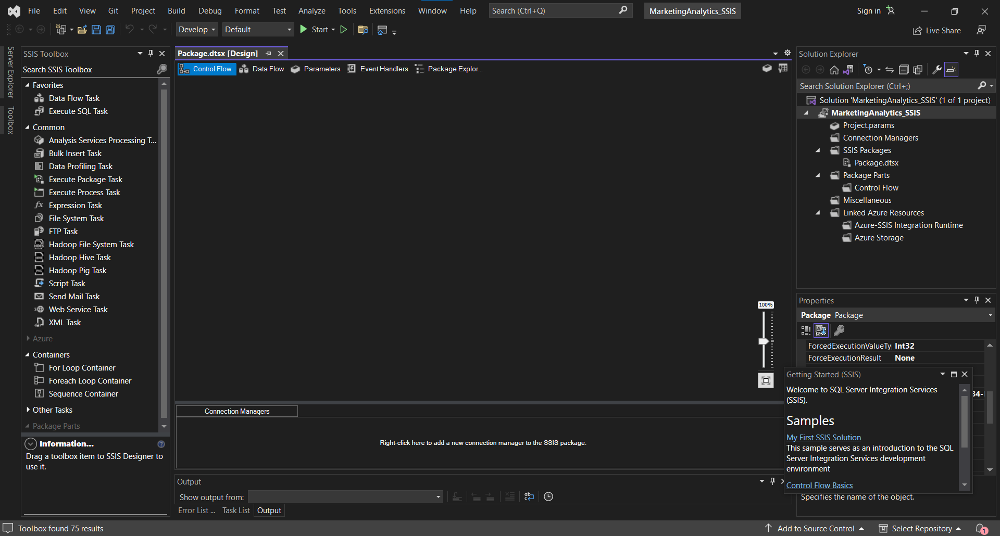 File Edit View Git Project Build Debug Format Test Analyze Tools Extensions Window Help Search (Ctrl+Q) MarketingAnalytics_SSIS Sign in
Develop Default Start Live Share
Server Explorer
Toolbox
SSIS Toolbox
Search SSIS Toolbox
Favorites
Data Flow Task
Execute SQL Task
Common
Analysis Services Processing T...
Bulk Insert Task
Data Profiling Task
Execute Package Task
Execute Process Task
Expression Task
File System Task
FTP Task
Hadoop File System Task
Hadoop Hive Task
Hadoop Pig Task
Script Task
Send Mail Task
Web Service Task
XML Task
Azure
Containers
For Loop Container
Foreach Loop Container
Sequence Container
Other Tasks
Package Parts
Information...
Drag a toolbox item to SSIS Designer to
use it.
Package.dtsx [Design]
Control Flow Data Flow Parameters Event Handlers Package Explor...
100%
Connection Managers
Right-click here to add a new connection manager to the SSIS package.
Output
Show output from:
Error List ... Task List Output
Solution Explorer
Search Solution Explorer (Ctrl+;)
Solution 'MarketingAnalytics_SSIS' (1 of 1 project)
MarketingAnalytics_SSIS
Project.params
Connection Managers
SSIS Packages
Package.dtsx
Package Parts
Control Flow
Miscellaneous
Linked Azure Resources
Azure-SSIS Integration Runtime
Azure Storage
Properties
Package Package
ForcedExecutionValueTy Int32
ForceExecutionResult None
Getting Started (SSIS)
Welcome to SQL Server Integration Services
(SSIS).
Samples
My First SSIS Solution
This sample serves as an introduction to the SQL
Server Integration Services development
environment
Control Flow Basics
Specifies the name of the object.
Toolbox found 75 results Add to Source Control Select Repository 1